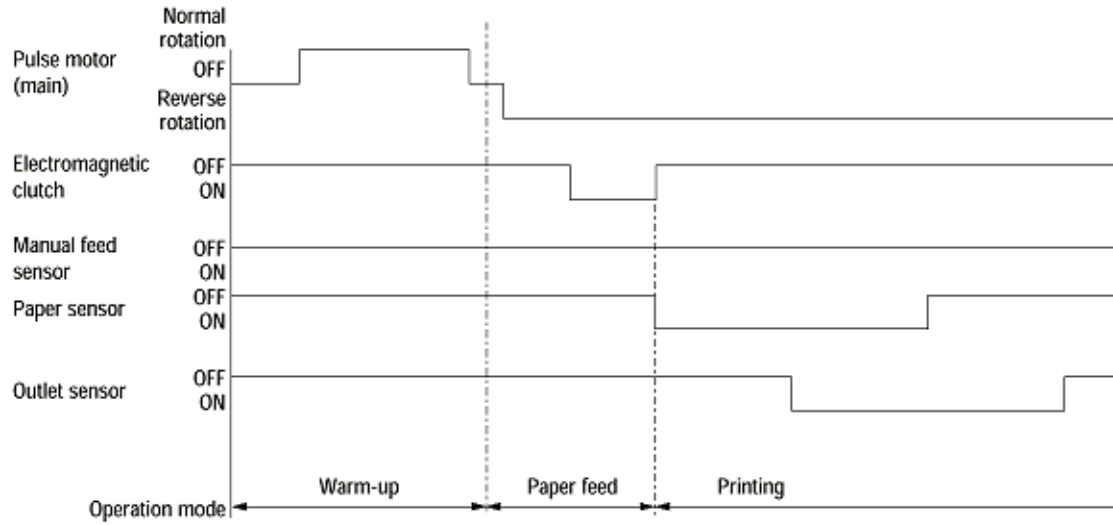 Normal
rotation
Pulse motor
(main)
OFF
Reverse
rotation
Electromagnetic
clutch
OFF
ON
Manual feed
sensor
OFF
ON
Paper sensor
OFF
ON
Outlet sensor
OFF
ON
Warm-up
Paper feed
Printing
Operation mode